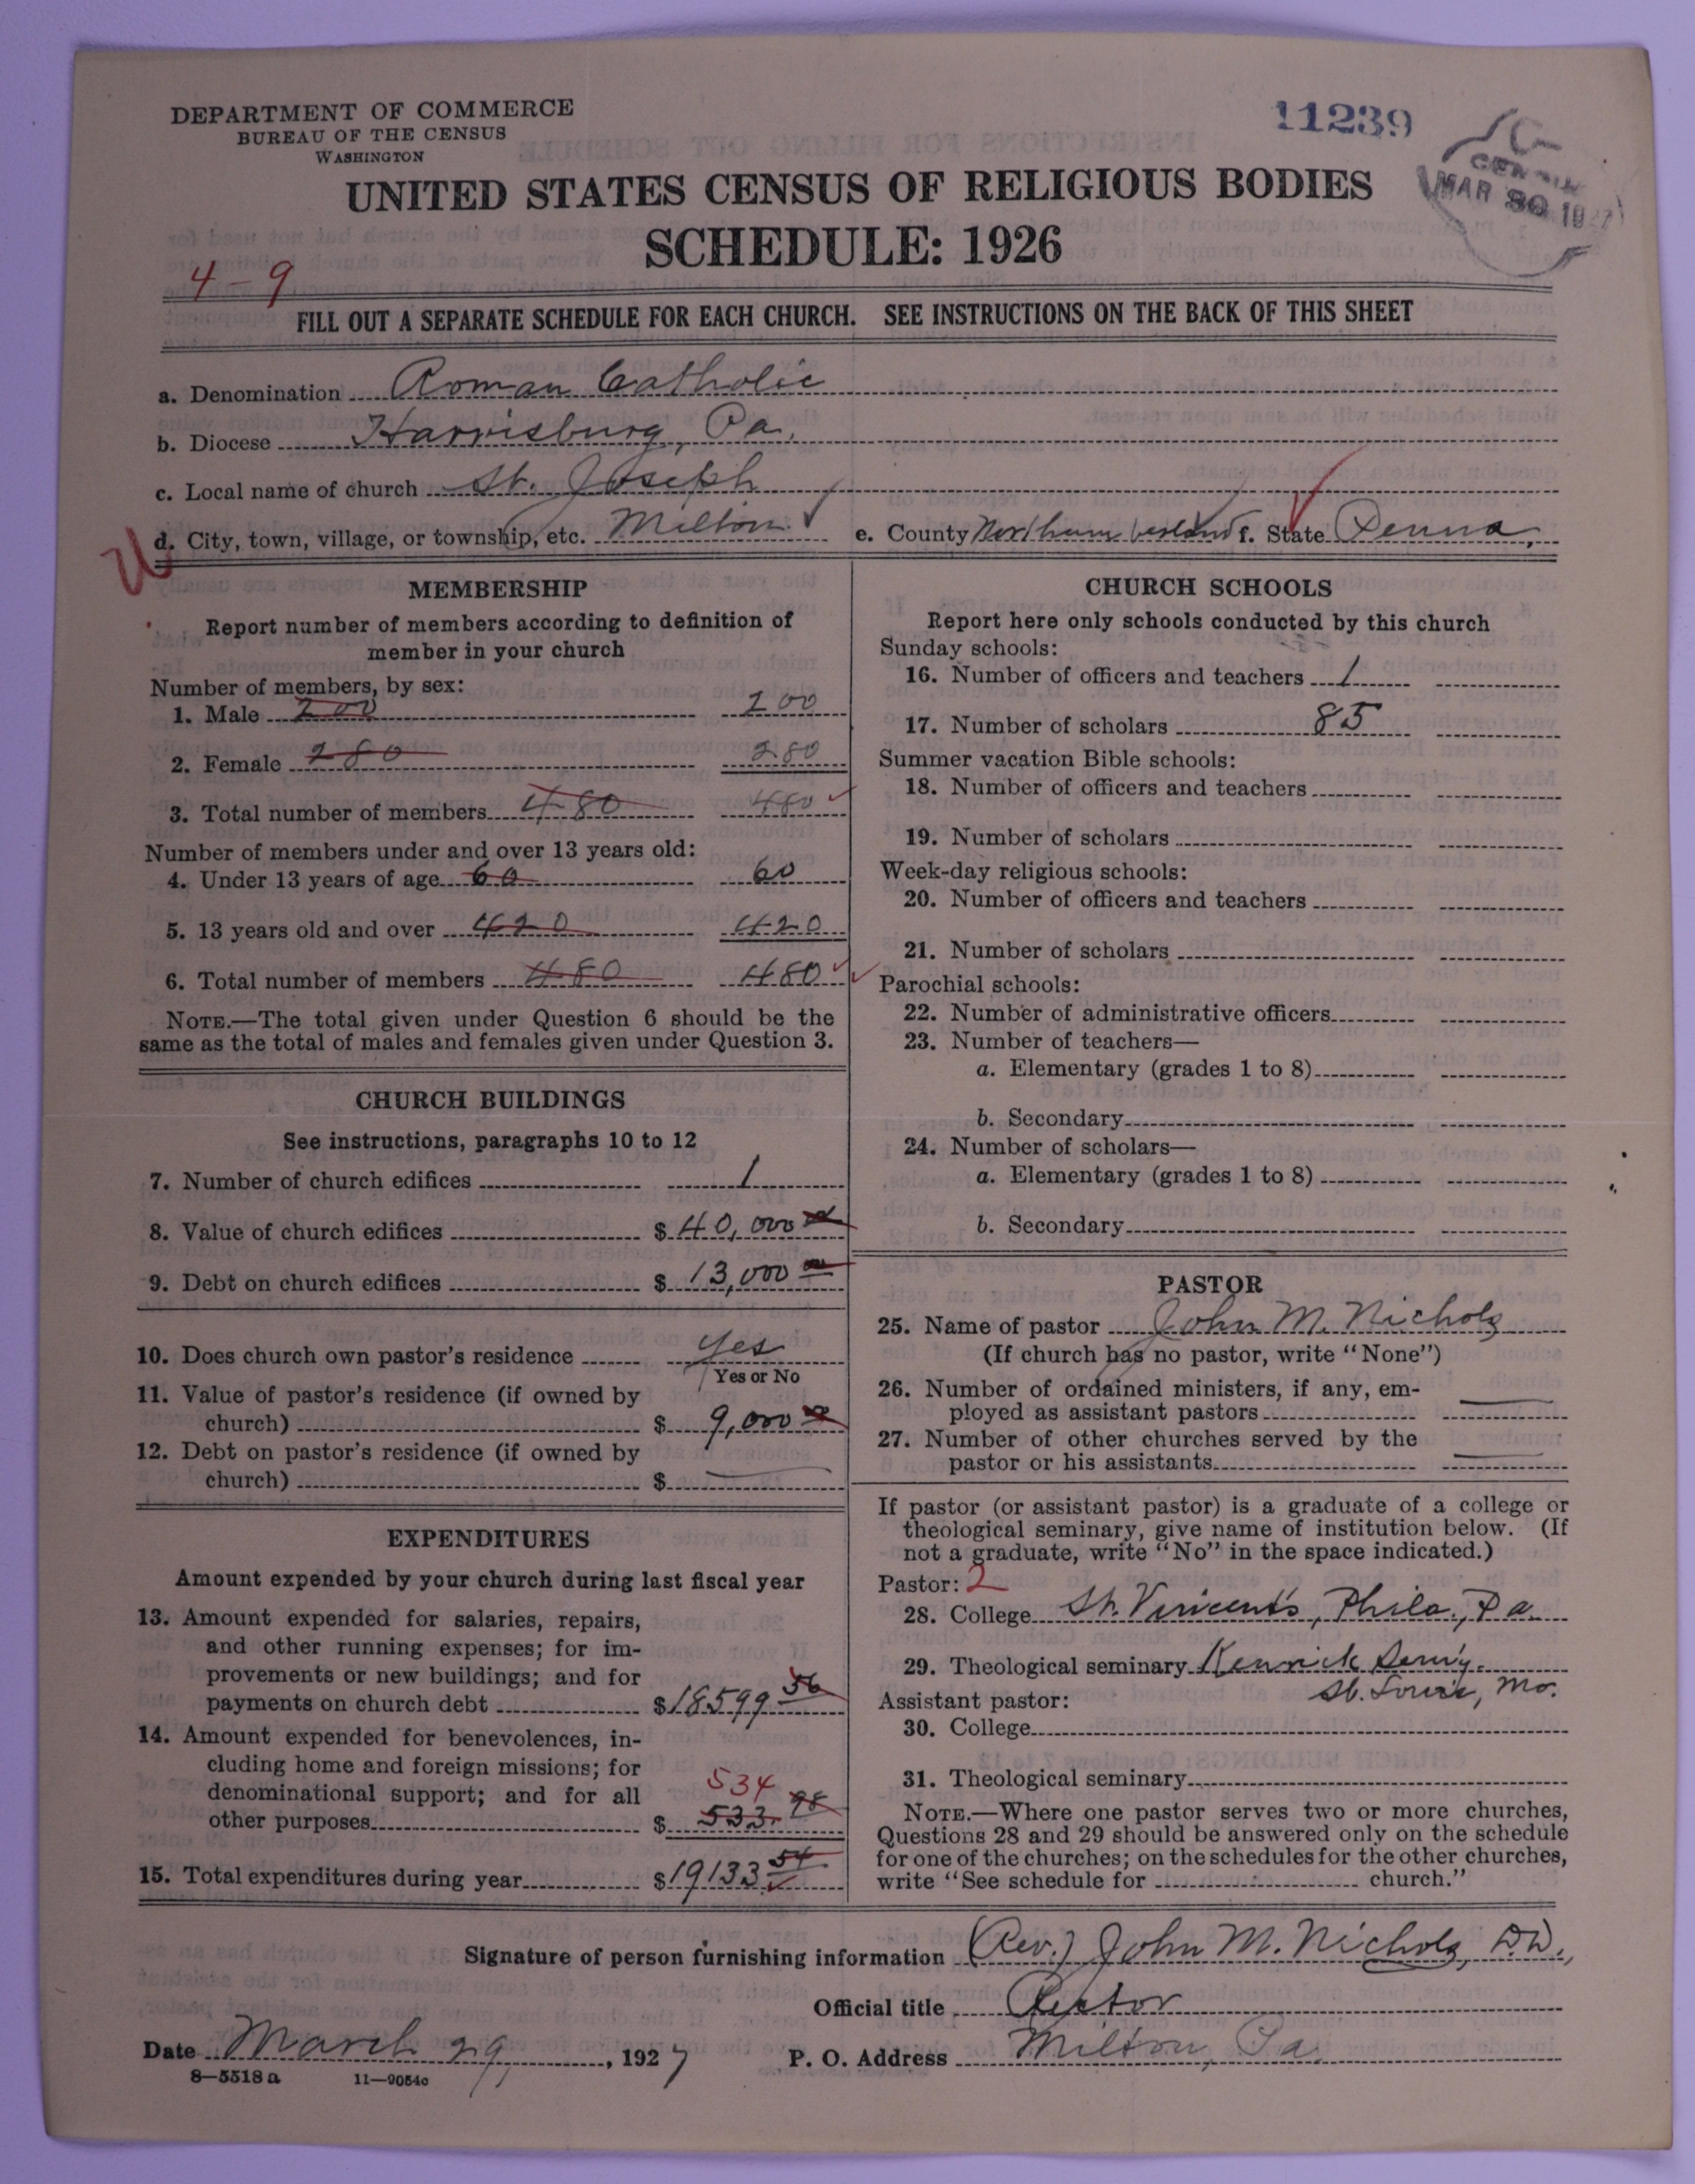 DEPARTMENT OF COMMERCE
BUREAU OF THE CENSUS
WASHINGTON
11239
MAR 30 192
UNITED STATES CENSUS OF RELIGIOUS BODIES
SCHEDULE: 1926
4-9
FILL OUT A SEPARATE SCHEDULE FOR EACH CHURCH. SEE INSTRUCTIONS ON THE BACK OF THIS SHEET
a. Denomination Roman Catholic
b. Diocese Harrisburg, Pa.
c. Local name of church St. Joseph
d. City, town, village, or township, etc. Milton e. County Northumberland f. State Penna.
MEMBERSHIP
Report number of members according to definition of
member in your church
Number of members, by sex:
1. Male 200 200
2. Female 280 280
3. Total number of members 480 480
Number of members under and over 13 years old:
4. Under 13 years of age 60 60
5. 13 years old and over 420 420
6. Total number of members 480 480
NOTE.—The total given under Question 6 should be the
same as the total of males and females given under Question 3.
CHURCH BUILDINGS
See instructions, paragraphs 10 to 12
7. Number of church edifices 1
8. Value of church edifices $ 40,000 00
9. Debt on church edifices $ 13,000 00
10. Does church own pastor's residence yes
Yes or No
11. Value of pastor's residence (if owned by
church) $ 9,000 00
12. Debt on pastor's residence (if owned by
church) $ —
EXPENDITURES
Amount expended by your church during last fiscal year
13. Amount expended for salaries, repairs,
and other running expenses; for im-
provements or new buildings; and for
payments on church debt $ 18599 56
14. Amount expended for benevolences, in-
cluding home and foreign missions; for
denominational support; and for all 534
other purposes $ 533 98
15. Total expenditures during year $ 19133 54
CHURCH SCHOOLS
Report here only schools conducted by this church
Sunday schools:
16. Number of officers and teachers 1
17. Number of scholars 85
Summer vacation Bible schools:
18. Number of officers and teachers
19. Number of scholars
Week-day religious schools:
20. Number of officers and teachers
21. Number of scholars
Parochial schools:
22. Number of administrative officers
23. Number of teachers—
a. Elementary (grades 1 to 8)
b. Secondary
24. Number of scholars—
a. Elementary (grades 1 to 8)
b. Secondary
PASTOR
25. Name of pastor John M. Nichols
(If church has no pastor, write "None")
26. Number of ordained ministers, if any, em-
ployed as assistant pastors —
27. Number of other churches served by the
pastor or his assistants —
If pastor (or assistant pastor) is a graduate of a college or
theological seminary, give name of institution below. (If
not a graduate, write "No" in the space indicated.)
Pastor: 2
28. College St. Vincents, Phila., Pa.
29. Theological seminary Kenrick Sem'y.
Assistant pastor: St. Louis, Mo.
30. College
31. Theological seminary
NOTE.—Where one pastor serves two or more churches,
Questions 28 and 29 should be answered only on the schedule
for one of the churches; on the schedules for the other churches,
write "See schedule for church."
Signature of person furnishing information (Rev.) John M. Nichols, D.D.,
Official title Rector
Date March 29, 1927 P. O. Address Milton, Pa.
8—5518 a 11—9054c